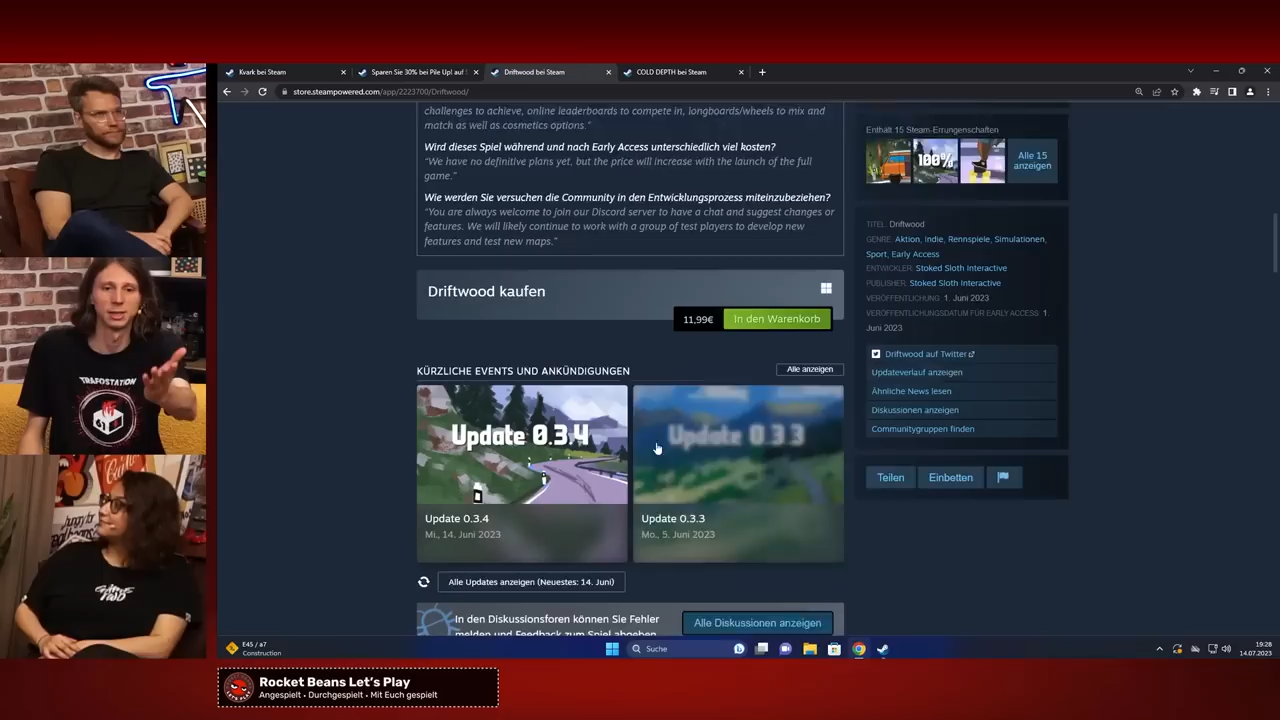 Kvark bei Steam
Sparen Sie 30% bei Pile Up! auf
Driftwood bei Steam
COLD DEPTH bei Steam
store.steampowered.com/app/2223700/Driftwood/
challenges to achieve, online leaderboards to compete in, longboards/wheels to mix and
match as well as cosmetics options.”
Wird dieses Spiel während und nach Early Access unterschiedlich viel kosten?
“We have no definitive plans yet, but the price will increase with the launch of the full
game.”
Wie werden Sie versuchen die Community in den Entwicklungsprozess miteinzubeziehen?
“You are always welcome to join our Discord server to have a chat and suggest changes or
features. We will likely continue to work with a group of test players to develop new
features and test new maps.”
Driftwood kaufen
11,99€
In den Warenkorb
KÜRZLICHE EVENTS UND ANKÜNDIGUNGEN
Alle anzeigen
Update 0.3.4
Update 0.3.3
Update 0.3.4
Mi., 14. Juni 2023
Update 0.3.3
Mo., 5. Juni 2023
Alle Updates anzeigen (Neuestes: 14. Juni)
In den Diskussionsforen können Sie Fehler
melden und Feedback zum Spiel abgeben
Alle Diskussionen anzeigen
Enthält 15 Steam-Errungenschaften
100%
Alle 15
anzeigen
TITEL: Driftwood
GENRE: Aktion, Indie, Rennspiele, Simulationen,
Sport, Early Access
ENTWICKLER: Stoked Sloth Interactive
PUBLISHER: Stoked Sloth Interactive
VERÖFFENTLICHUNG: 1. Juni 2023
VERÖFFENTLICHUNGSDATUM FÜR EARLY ACCESS: 1.
Juni 2023
Driftwood auf Twitter
Updateverlauf anzeigen
Ähnliche News lesen
Diskussionen anzeigen
Communitygruppen finden
Teilen
Einbetten
E45 / a7
Construction
Suche
19:28
14.07.2023
TRAFOSTATION
GAME TWO
Rocket Beans Let's Play
Angespielt • Durchgespielt • Mit Euch gespielt